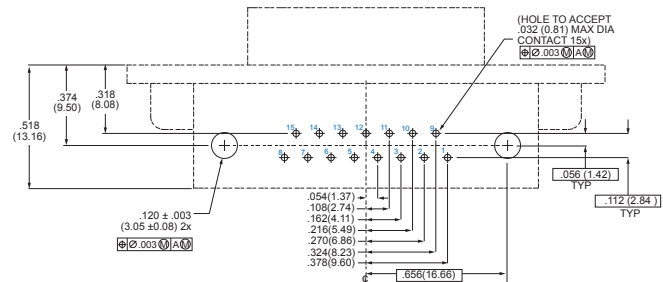 (HOLE TO ACCEPT
.032 (0.81) MAX DIA
CONTACT 15x)
⌖ Ø .003 Ⓜ A Ⓜ
.518
(13.16)
.374
(9.50)
.318
(8.08)
15 14 13 12 11 10 9
8 7 6 5 4 3 2 1
.056 (1.42)
TYP
.112 (2.84 )
TYP
.120 ± .003
(3.05 ±0.08) 2x
⌖ Ø .003 Ⓜ A Ⓜ
.054(1.37)
.108(2.74)
.162(4.11)
.216(5.49)
.270(6.86)
.324(8.23)
.378(9.60)
.656(16.66)
℄